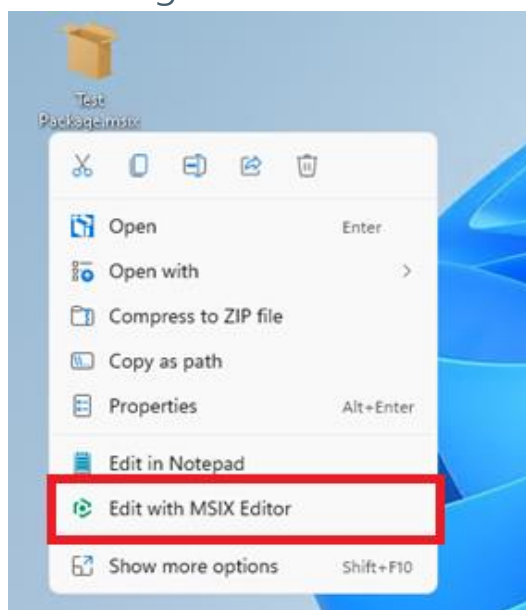 Test
Package.msix
Open Enter
Open with
Compress to ZIP file
Copy as path
Properties Alt+Enter
Edit in Notepad
Edit with MSIX Editor
Show more options Shift+F10